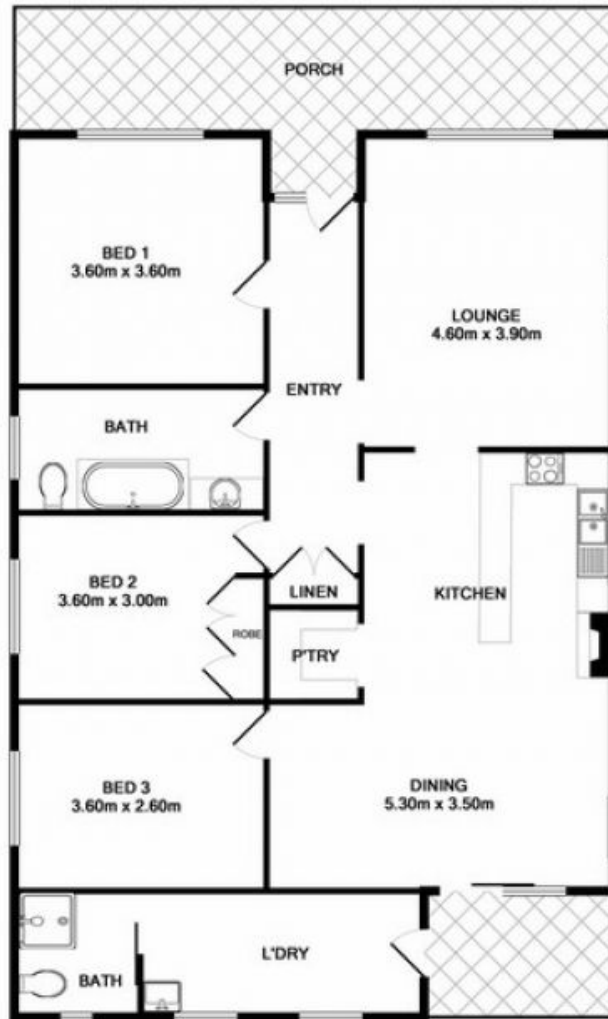 PORCH
BED 1
3.60m x 3.60m
LOUNGE
4.60m x 3.90m
ENTRY
BATH
BED 2
3.60m x 3.00m
ROBE
LINEN
KITCHEN
P'TRY
BED 3
3.60m x 2.60m
DINING
5.30m x 3.50m
L'DRY
BATH